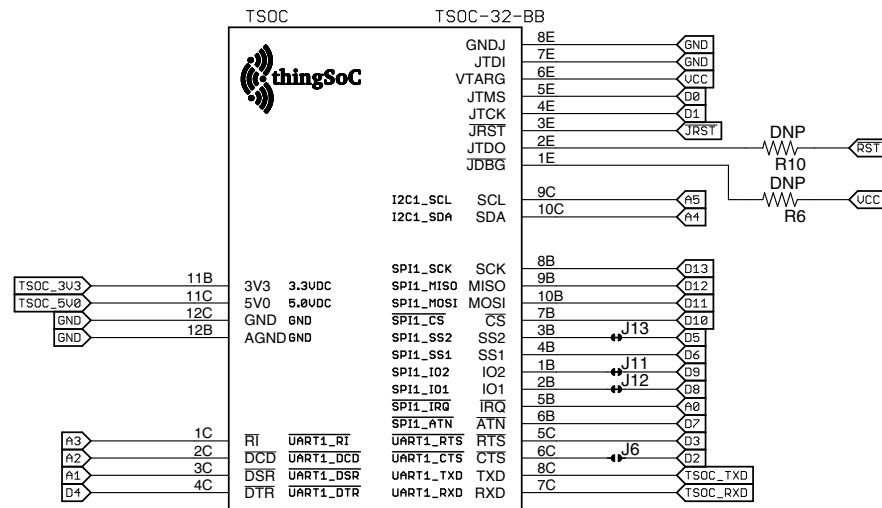 TSOC TSOC-32-BB
thingSoC
GNDJ 8E GND
JTDI 7E GND
VTARG 6E VCC
JTMS 5E D0
JTCK 4E D1
JRST 3E JRST
JTDO 2E DNP R10 RST
JDBG 1E DNP R6 VCC
I2C1_SCL SCL 9C A5
I2C1_SDA SDA 10C A4
SPI1_SCK SCK 8B D13
TSOC_3V3 11B 3V3 3.3VDC SPI1_MISO MISO 9B D12
TSOC_5V0 11C 5V0 5.0VDC SPI1_MOSI MOSI 10B D11
GND 12C GND GND SPI1_CS CS 7B D10
GND 12B AGND GND SPI1_SS2 SS2 3B J13 D5
SPI1_SS1 SS1 4B D6
SPI1_IO2 IO2 1B J11 D9
SPI1_IO1 IO1 2B J12 D8
SPI1_IRQ IRQ 5B A0
SPI1_ATN ATN 6B D7
A3 1C RI UART1_RI UART1_RTS RTS 5C D3
A2 2C DCD UART1_DCD UART1_CTS CTS 6C J6 D2
A1 3C DSR UART1_DSR UART1_TXD TXD 8C TSOC_TXD
D4 4C DTR UART1_DTR UART1_RXD RXD 7C TSOC_RXD